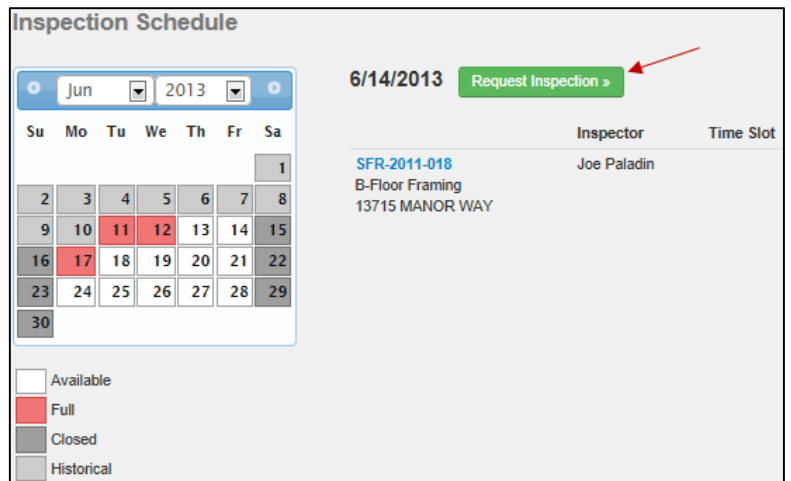 Inspection Schedule
Jun 2013
Su Mo Tu We Th Fr Sa
1
2 3 4 5 6 7 8
9 10 11 12 13 14 15
16 17 18 19 20 21 22
23 24 25 26 27 28 29
30
Available
Full
Closed
Historical
6/14/2013 Request Inspection »
Inspector Time Slot
SFR-2011-018 Joe Paladin
B-Floor Framing
13715 MANOR WAY